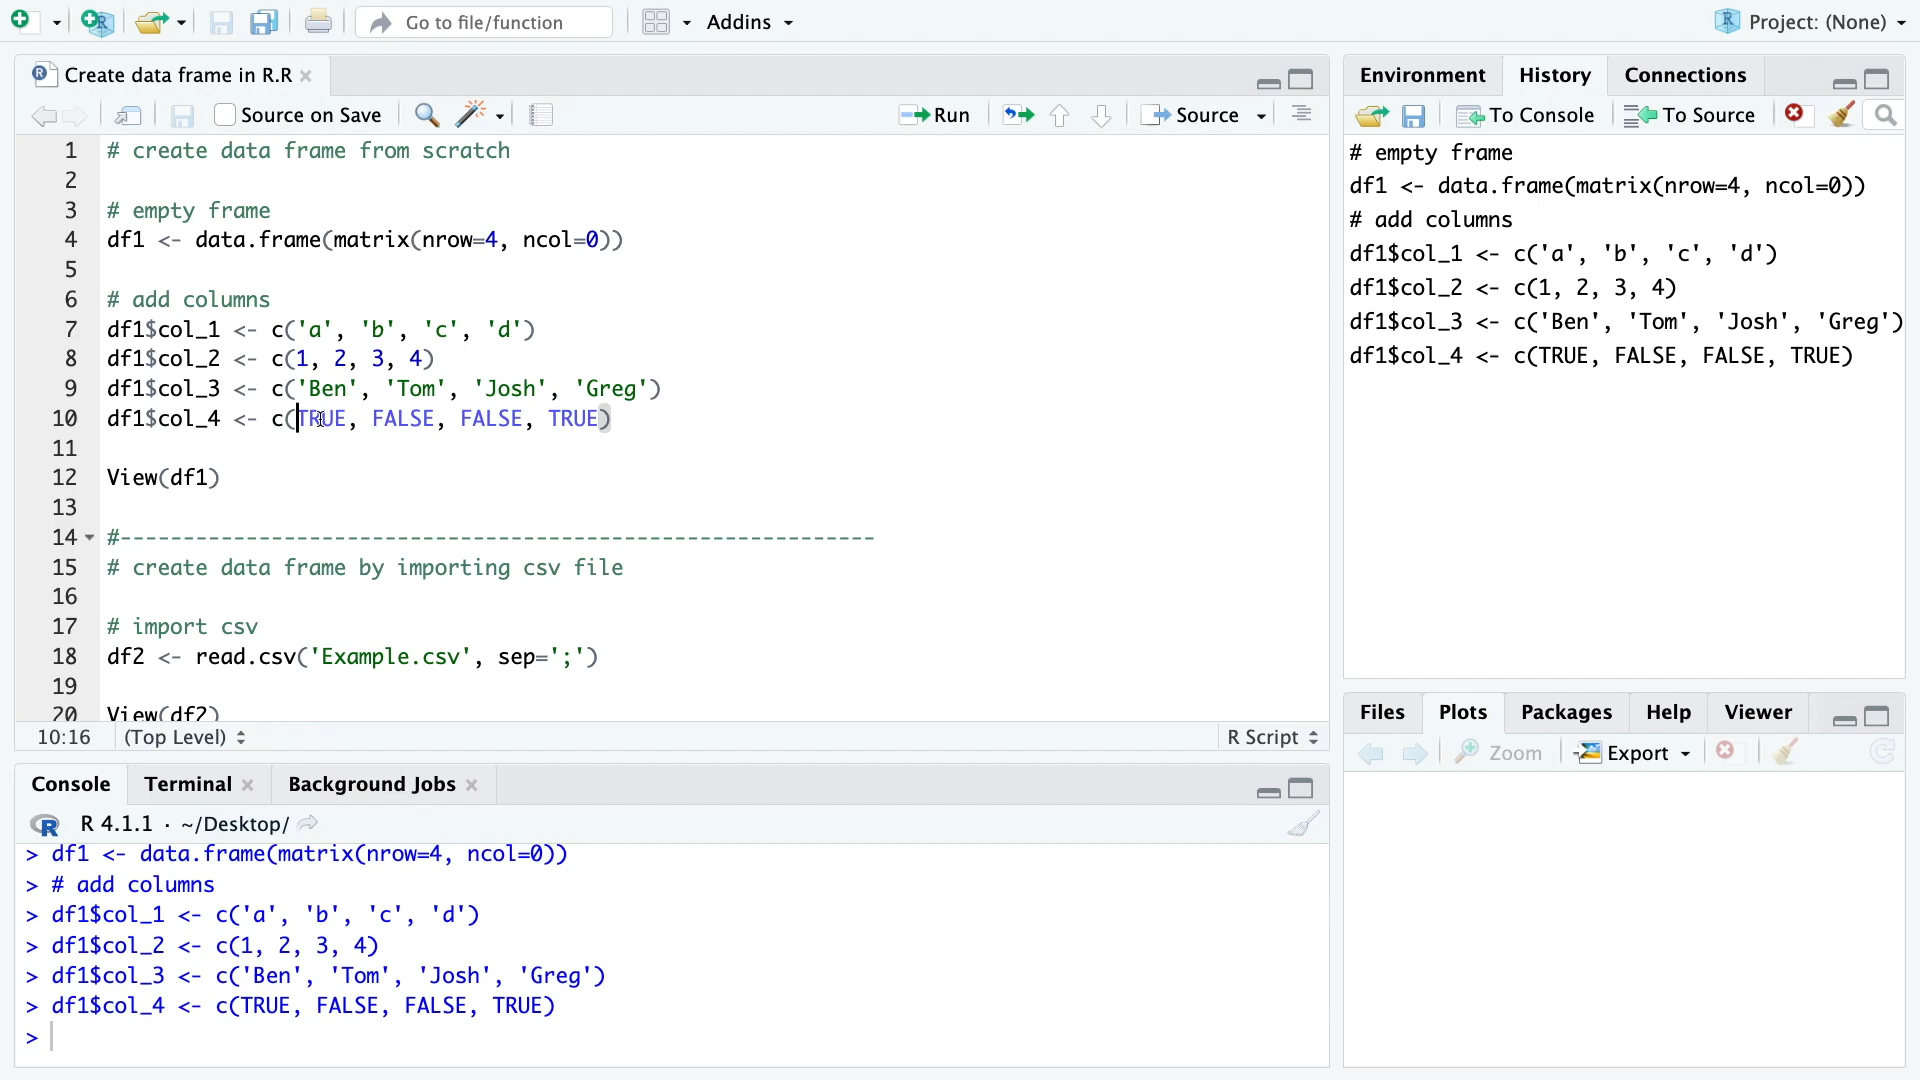 Go to file/function
Addins
Project: (None)
Create data frame in R.R
Source on Save
Run
Source
1 # create data frame from scratch
2
3 # empty frame
4 df1 <- data.frame(matrix(nrow=4, ncol=0))
5
6 # add columns
7 df1$col_1 <- c('a', 'b', 'c', 'd')
8 df1$col_2 <- c(1, 2, 3, 4)
9 df1$col_3 <- c('Ben', 'Tom', 'Josh', 'Greg')
10 df1$col_4 <- c(TRUE, FALSE, FALSE, TRUE)
11
12 View(df1)
13
14 #------------------------------------------------------------
15 # create data frame by importing csv file
16
17 # import csv
18 df2 <- read.csv('Example.csv', sep=';')
19
20 View(df2)
10:16 (Top Level) R Script
Console Terminal Background Jobs
R 4.1.1 · ~/Desktop/
> df1 <- data.frame(matrix(nrow=4, ncol=0))
> # add columns
> df1$col_1 <- c('a', 'b', 'c', 'd')
> df1$col_2 <- c(1, 2, 3, 4)
> df1$col_3 <- c('Ben', 'Tom', 'Josh', 'Greg')
> df1$col_4 <- c(TRUE, FALSE, FALSE, TRUE)
>
Environment History Connections
To Console To Source
# empty frame
df1 <- data.frame(matrix(nrow=4, ncol=0))
# add columns
df1$col_1 <- c('a', 'b', 'c', 'd')
df1$col_2 <- c(1, 2, 3, 4)
df1$col_3 <- c('Ben', 'Tom', 'Josh', 'Greg')
df1$col_4 <- c(TRUE, FALSE, FALSE, TRUE)
Files Plots Packages Help Viewer
Zoom Export